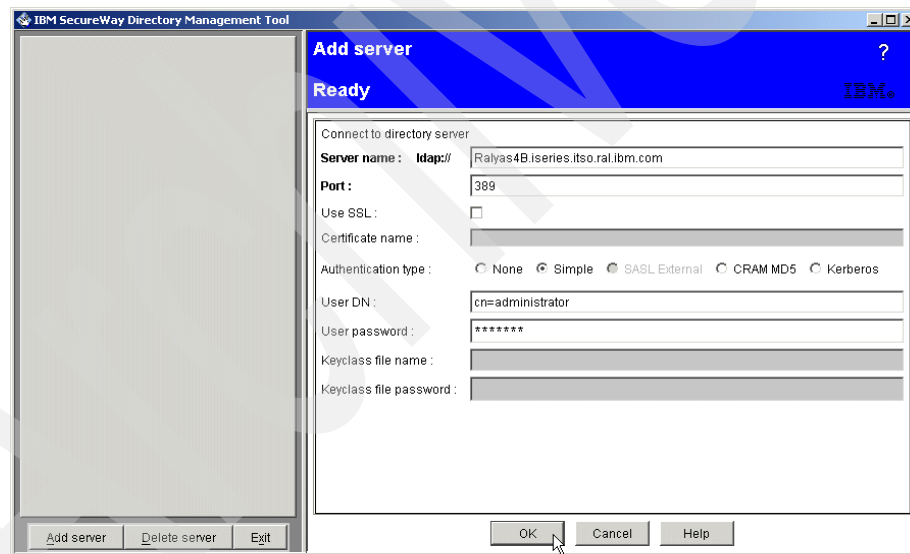 IBM SecureWay Directory Management Tool
Add server
?
Ready
IBM®
Connect to directory server
Server name : ldap:// Ralyas4B.iseries.itso.ral.ibm.com
Port : 389
Use SSL :
Certificate name :
Authentication type : None Simple SASL External CRAM MD5 Kerberos
User DN : cn=administrator
User password : *******
Keyclass file name :
Keyclass file password :
Add server Delete server Exit
OK Cancel Help